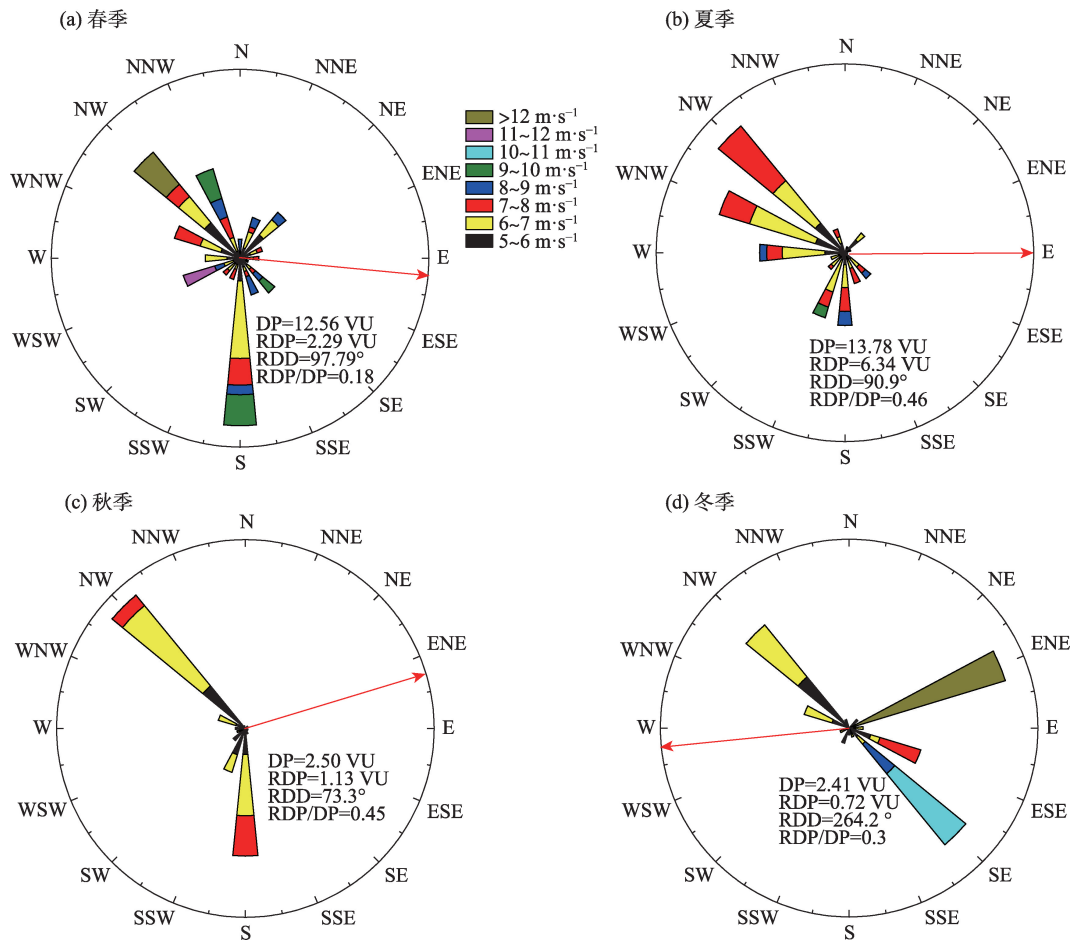 (a) 春季
N
NNE
NE
ENE
E
ESE
SE
SSE
S
SSW
SW
WSW
W
WNW
NW
NNW
DP=12.56 VU
RDP=2.29 VU
RDD=97.79°
RDP/DP=0.18
>12 m·s⁻¹
11~12 m·s⁻¹
10~11 m·s⁻¹
9~10 m·s⁻¹
8~9 m·s⁻¹
7~8 m·s⁻¹
6~7 m·s⁻¹
5~6 m·s⁻¹
(b) 夏季
N
NNE
NE
ENE
E
ESE
SE
SSE
S
SSW
SW
WSW
W
WNW
NW
NNW
DP=13.78 VU
RDP=6.34 VU
RDD=90.9°
RDP/DP=0.46
(c) 秋季
N
NNE
NE
ENE
E
ESE
SE
SSE
S
SSW
SW
WSW
W
WNW
NW
NNW
DP=2.50 VU
RDP=1.13 VU
RDD=73.3°
RDP/DP=0.45
(d) 冬季
N
NNE
NE
ENE
E
ESE
SE
SSE
S
SSW
SW
WSW
W
WNW
NW
NNW
DP=2.41 VU
RDP=0.72 VU
RDD=264.2 °
RDP/DP=0.3